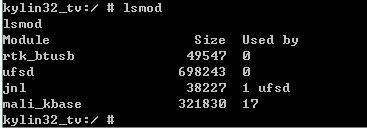 kylin32_tv:/ # lsmod
lsmod
Module                  Size  Used by
rtk_btusb              49547  0
ufsd                  698243  0
jnl                    38227  1 ufsd
mali_kbase            321830  17
kylin32_tv:/ #